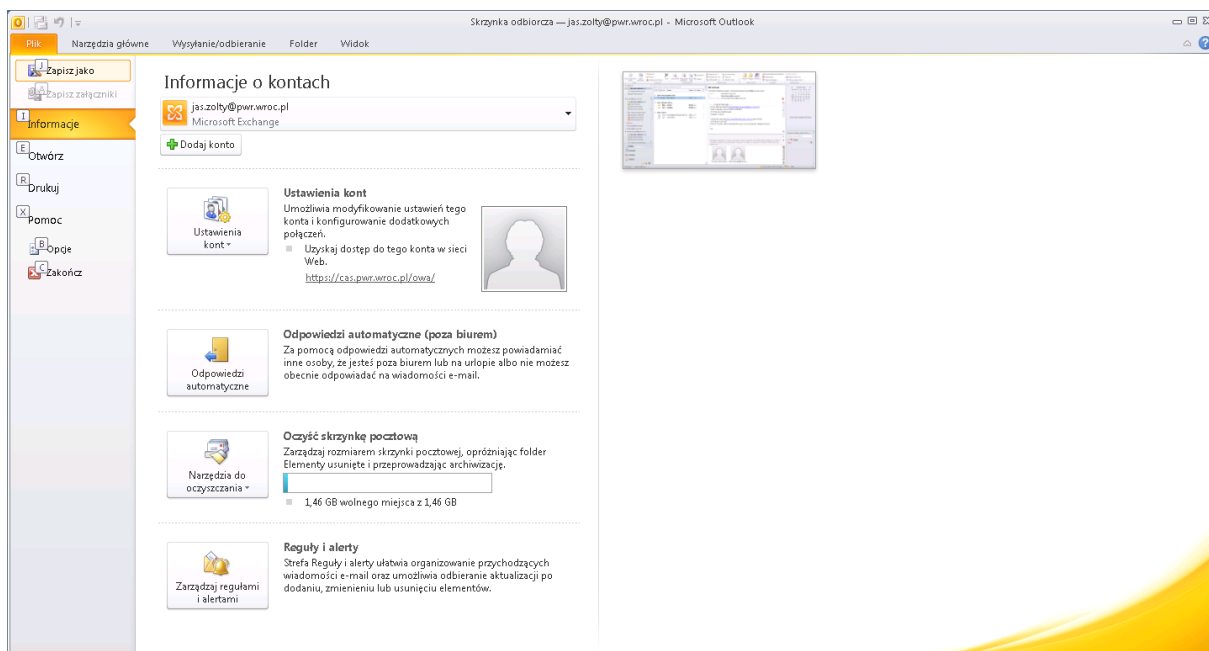 Skrzynka odbiorcza — jas.zolty@pwr.wroc.pl - Microsoft Outlook
Plik Narzędzia główne Wysyłanie/odbieranie Folder Widok
J Zapisz jako
Zapisz załączniki
I Informacje
E Otwórz
R Drukuj
X Pomoc
B Opcje
C Zakończ
Informacje o kontach
jas.zolty@pwr.wroc.pl
Microsoft Exchange
Dodaj konto
Ustawienia
kont
Ustawienia kont
Umożliwia modyfikowanie ustawień tego
konta i konfigurowanie dodatkowych
połączeń.
Uzyskaj dostęp do tego konta w sieci
Web.
https://cas.pwr.wroc.pl/owa/
Odpowiedzi
automatyczne
Odpowiedzi automatyczne (poza biurem)
Za pomocą odpowiedzi automatycznych możesz powiadamiać
inne osoby, że jesteś poza biurem lub na urlopie albo nie możesz
obecnie odpowiadać na wiadomości e-mail.
Narzędzia do
oczyszczania
Oczyść skrzynkę pocztową
Zarządzaj rozmiarem skrzynki pocztowej, opróżniając folder
Elementy usunięte i przeprowadzając archiwizację.
1,46 GB wolnego miejsca z 1,46 GB
Zarządzaj regułami
i alertami
Reguły i alerty
Strefa Reguły i alerty ułatwia organizowanie przychodzących
wiadomości e-mail oraz umożliwia odbieranie aktualizacji po
dodaniu, zmienieniu lub usunięciu elementów.